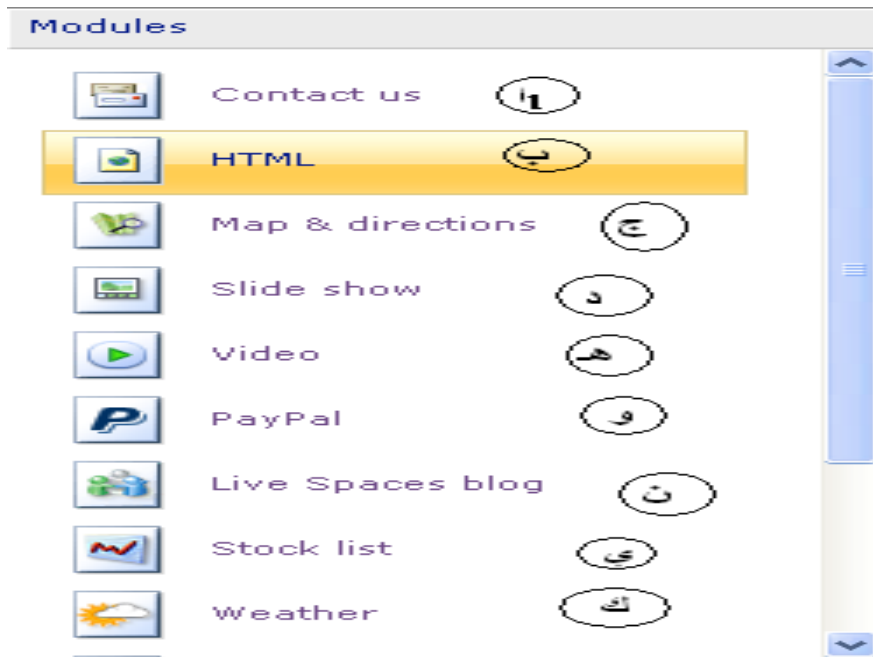 Modules
Contact us أ
HTML ب
Map & directions ج
Slide show د
Video هـ
PayPal و
Live Spaces blog ن
Stock list ي
Weather ك